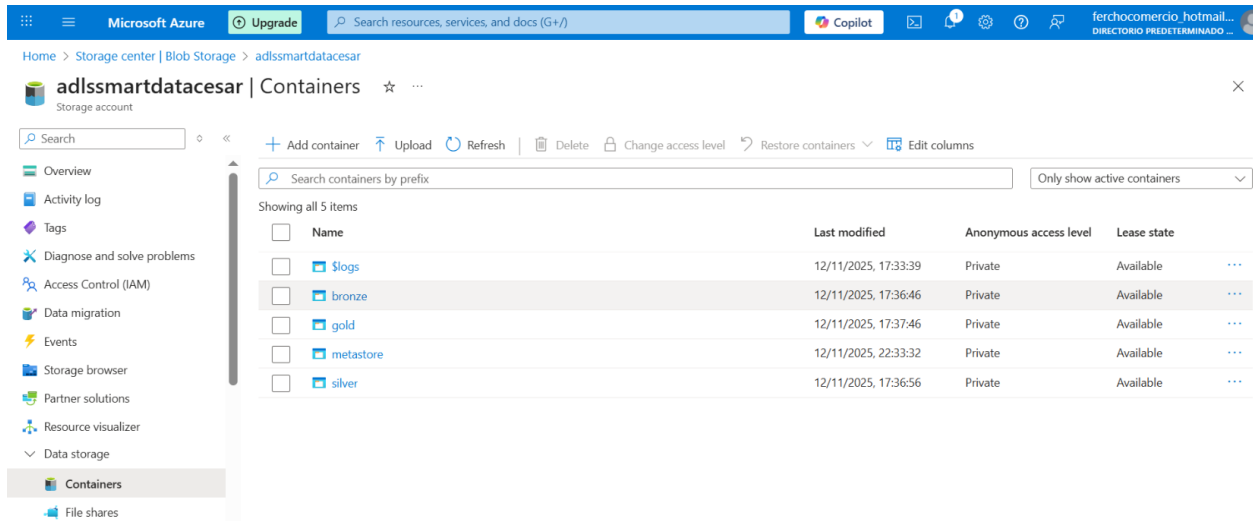 Microsoft Azure
Upgrade
Search resources, services, and docs (G+/)
Copilot
1
ferchocomercio_hotmail...
DIRECTORIO PREDETERMINADO ...
Home > Storage center | Blob Storage > adlssmartdatacesar
adlssmartdatacesar | Containers
Storage account
Search
Add container Upload Refresh Delete Change access level Restore containers Edit columns
Search containers by prefix
Only show active containers
Showing all 5 items
Name Last modified Anonymous access level Lease state
$logs 12/11/2025, 17:33:39 Private Available
bronze 12/11/2025, 17:36:46 Private Available
gold 12/11/2025, 17:37:46 Private Available
metastore 12/11/2025, 22:33:32 Private Available
silver 12/11/2025, 17:36:56 Private Available
Overview
Activity log
Tags
Diagnose and solve problems
Access Control (IAM)
Data migration
Events
Storage browser
Partner solutions
Resource visualizer
Data storage
Containers
File shares